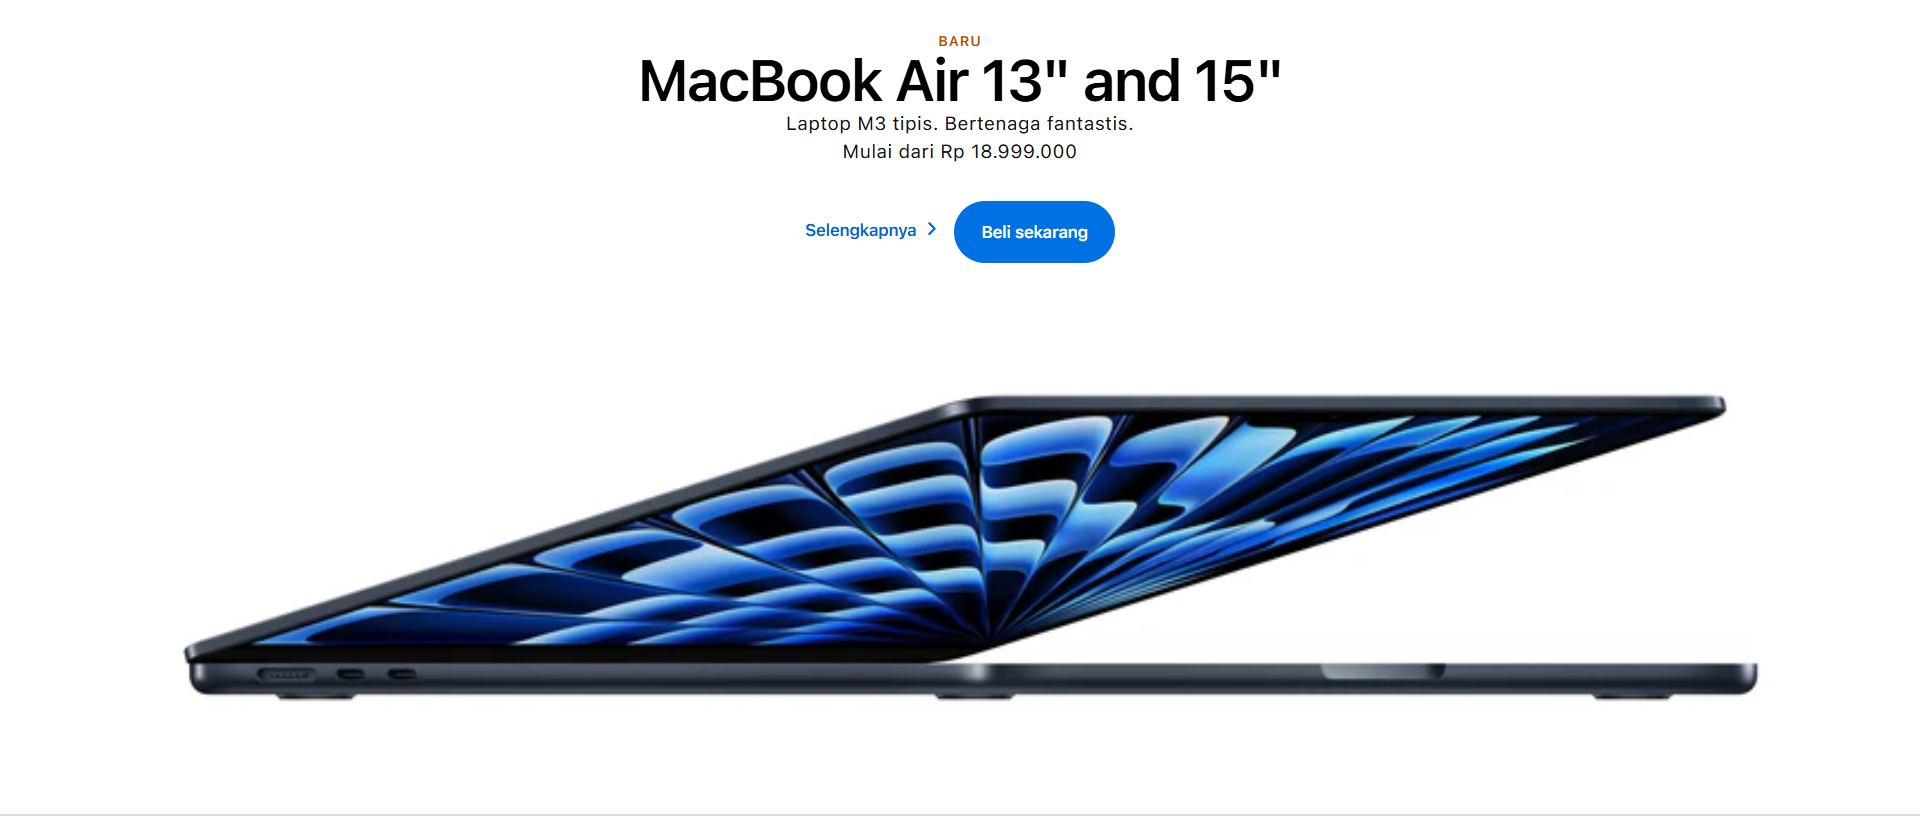 BARU
MacBook Air 13" and 15"
Laptop M3 tipis. Bertenaga fantastis.
Mulai dari Rp 18.999.000
Selengkapnya
Beli sekarang